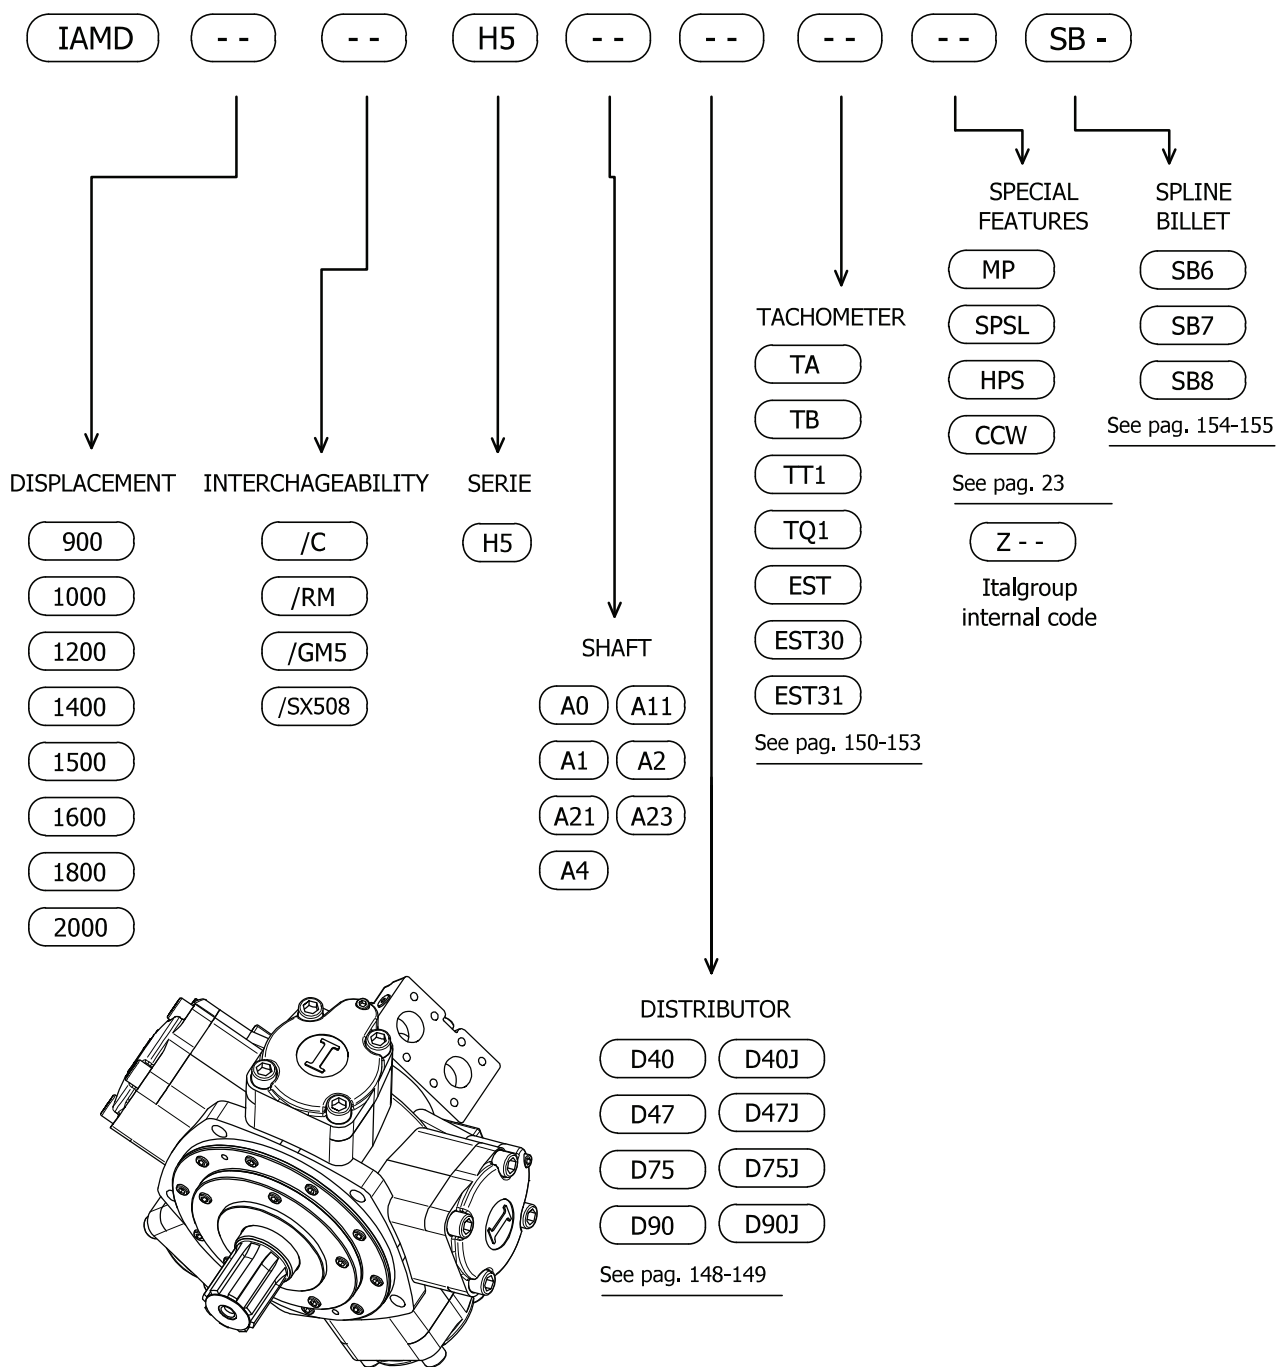 IAMD -- -- H5 -- -- -- -- SB -
SPECIAL FEATURES
MP
SPSL
HPS
CCW
See pag. 23
Z - -
Italgroup
internal code
SPLINE BILLET
SB6
SB7
SB8
See pag. 154-155
TACHOMETER
TA
TB
TT1
TQ1
EST
EST30
EST31
See pag. 150-153
DISPLACEMENT
900
1000
1200
1400
1500
1600
1800
2000
INTERCHAGEABILITY
/C
/RM
/GM5
/SX508
SERIE
H5
SHAFT
A0 A11
A1 A2
A21 A23
A4
DISTRIBUTOR
D40 D40J
D47 D47J
D75 D75J
D90 D90J
See pag. 148-149
I
I